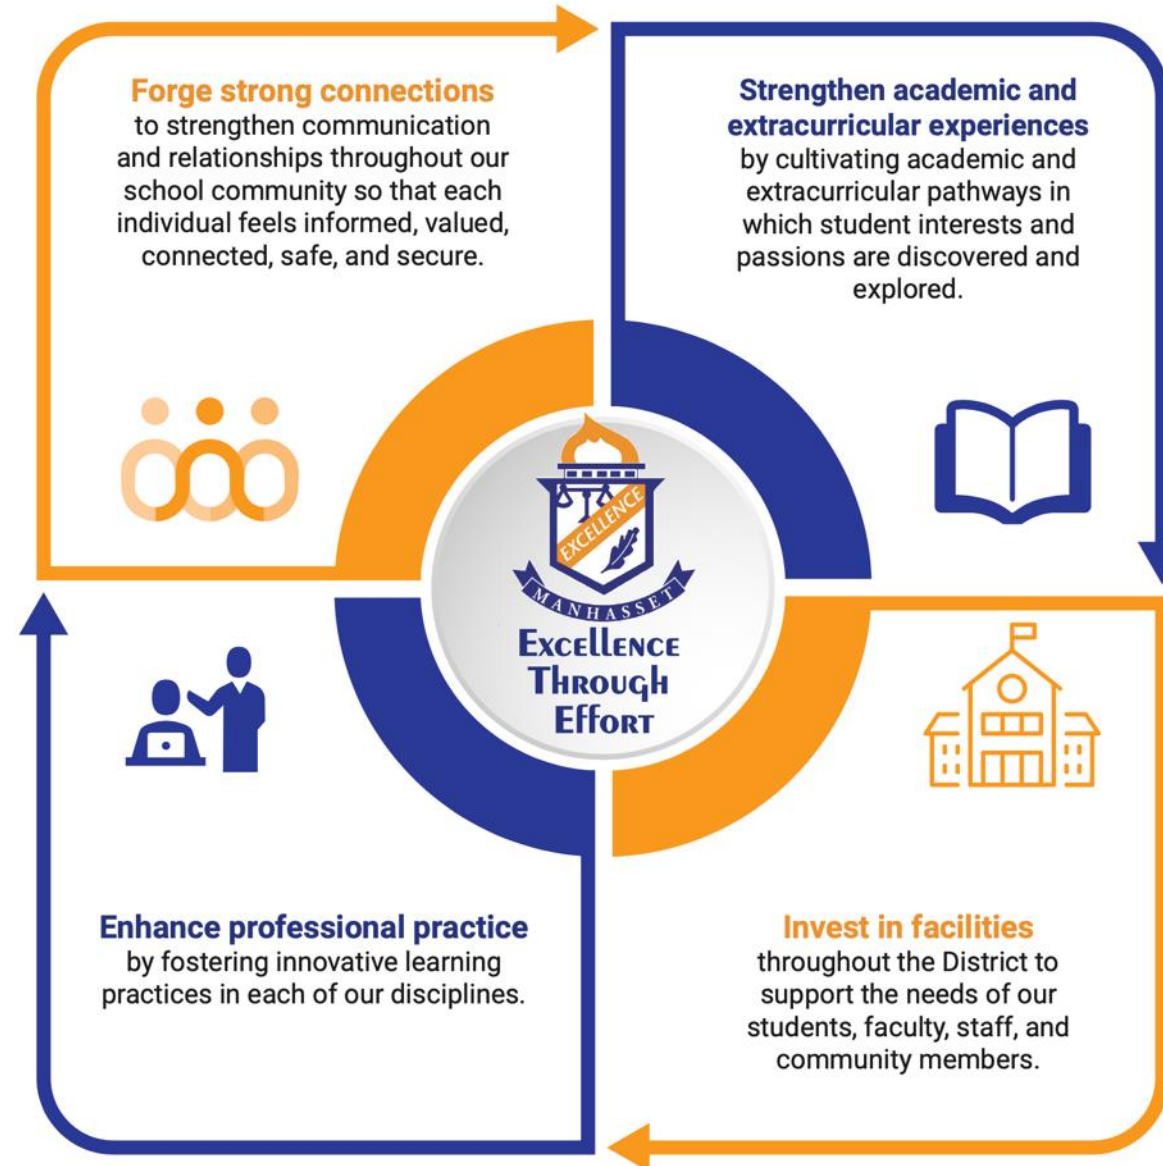 Forge strong connections
to strengthen communication
and relationships throughout our
school community so that each
individual feels informed, valued,
connected, safe, and secure.
Strengthen academic and
extracurricular experiences
by cultivating academic and
extracurricular pathways in
which student interests and
passions are discovered and
explored.
EXCELLENCE
MANHASSET
EXCELLENCE
THROUGH
EFFORT
Enhance professional practice
by fostering innovative learning
practices in each of our disciplines.
Invest in facilities
throughout the District to
support the needs of our
students, faculty, staff, and
community members.